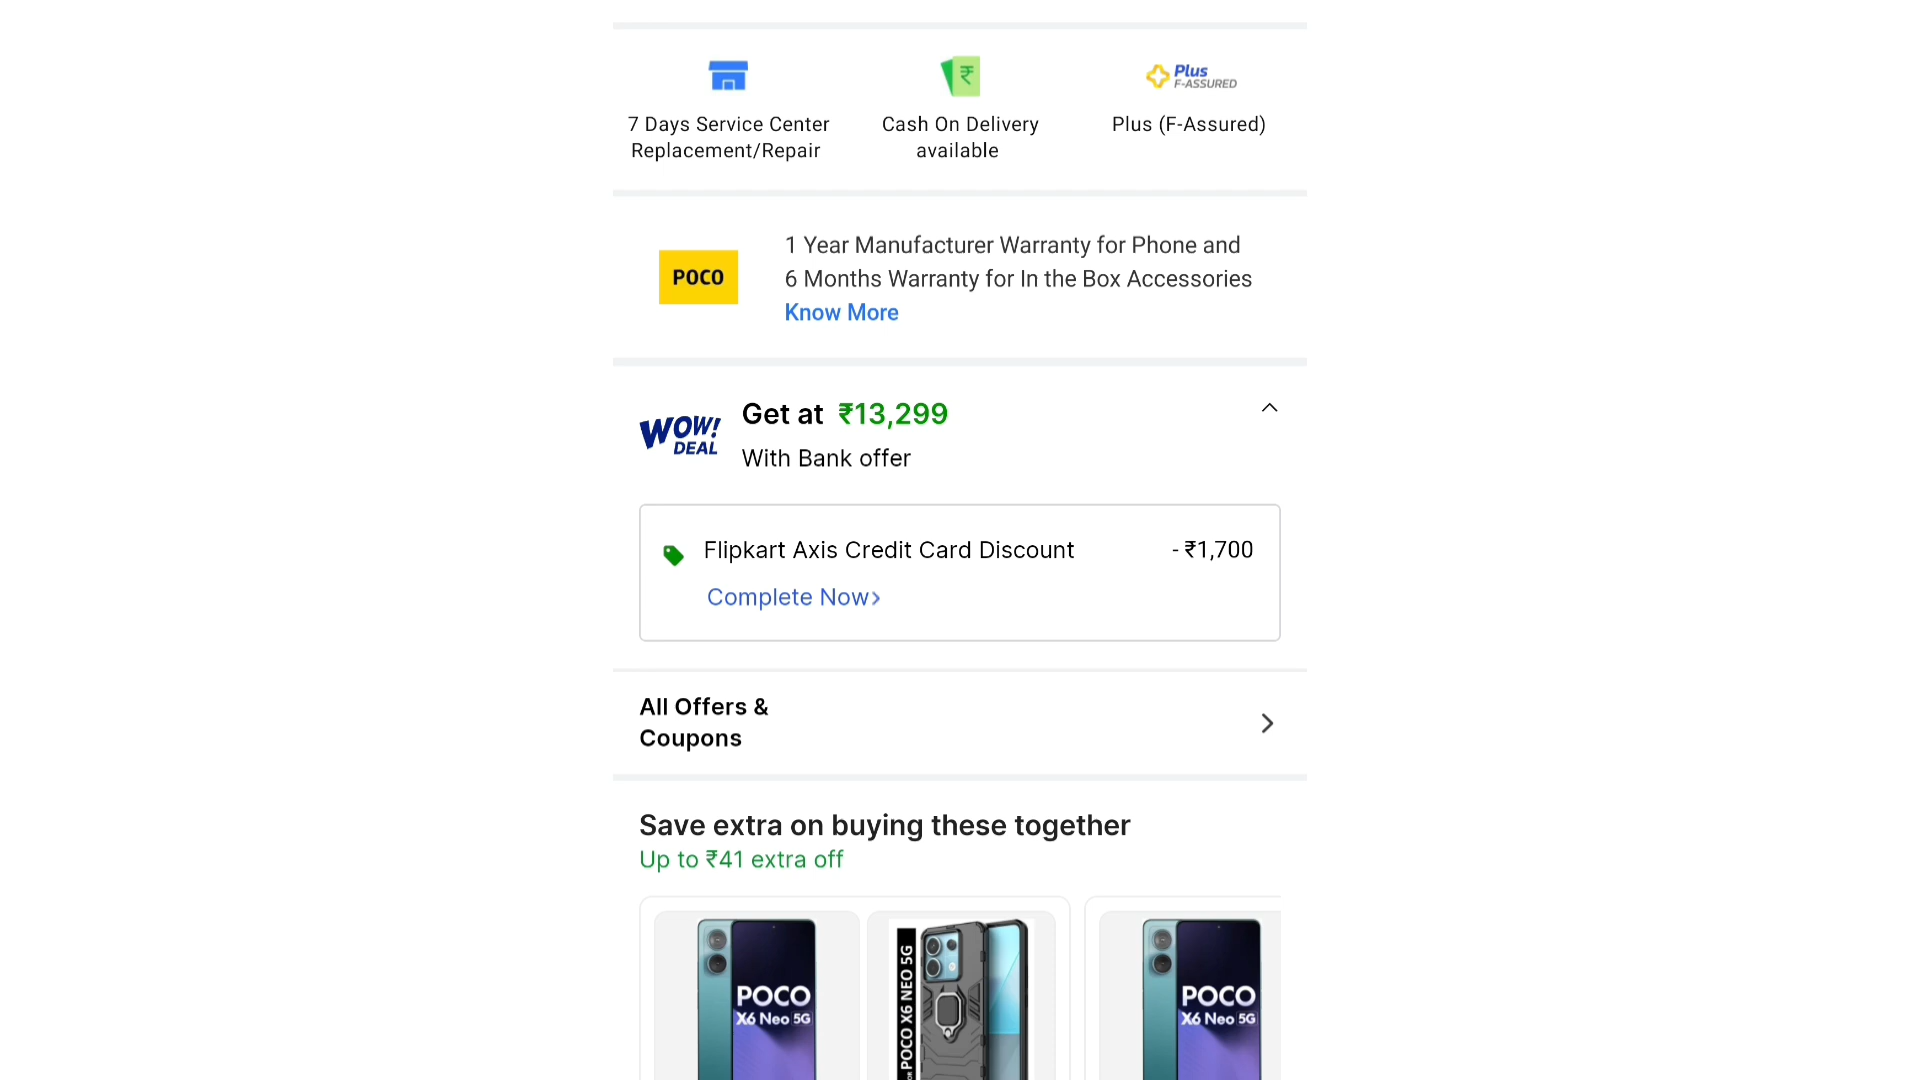 Plus
F-ASSURED
7 Days Service Center
Replacement/Repair
Cash On Delivery
available
Plus (F-Assured)
POCO
1 Year Manufacturer Warranty for Phone and
6 Months Warranty for In the Box Accessories
Know More
WOW!
DEAL
Get at ₹13,299
With Bank offer
Flipkart Axis Credit Card Discount
- ₹1,700
Complete Now
All Offers &
Coupons
Save extra on buying these together
Up to ₹41 extra off
POCO
X6 Neo 5G
POCO X6 NEO 5G
POCO
X6 Neo 5G